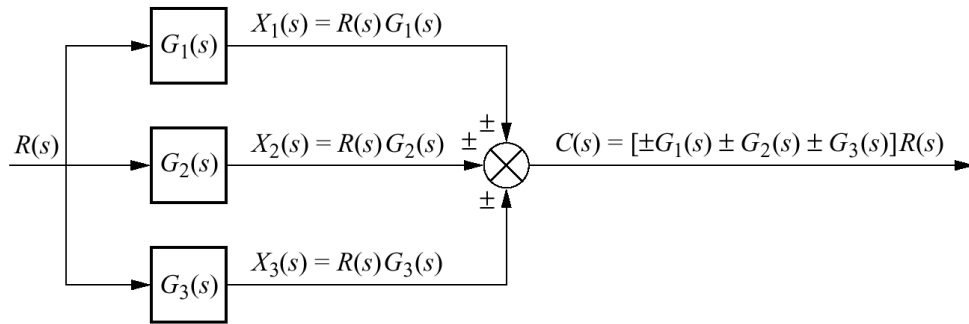 G₁(s)
X₁(s) = R(s)G₁(s)
±
R(s)
G₂(s)
X₂(s) = R(s)G₂(s)
±
C(s) = [±G₁(s) ± G₂(s) ± G₃(s)]R(s)
±
G₃(s)
X₃(s) = R(s)G₃(s)